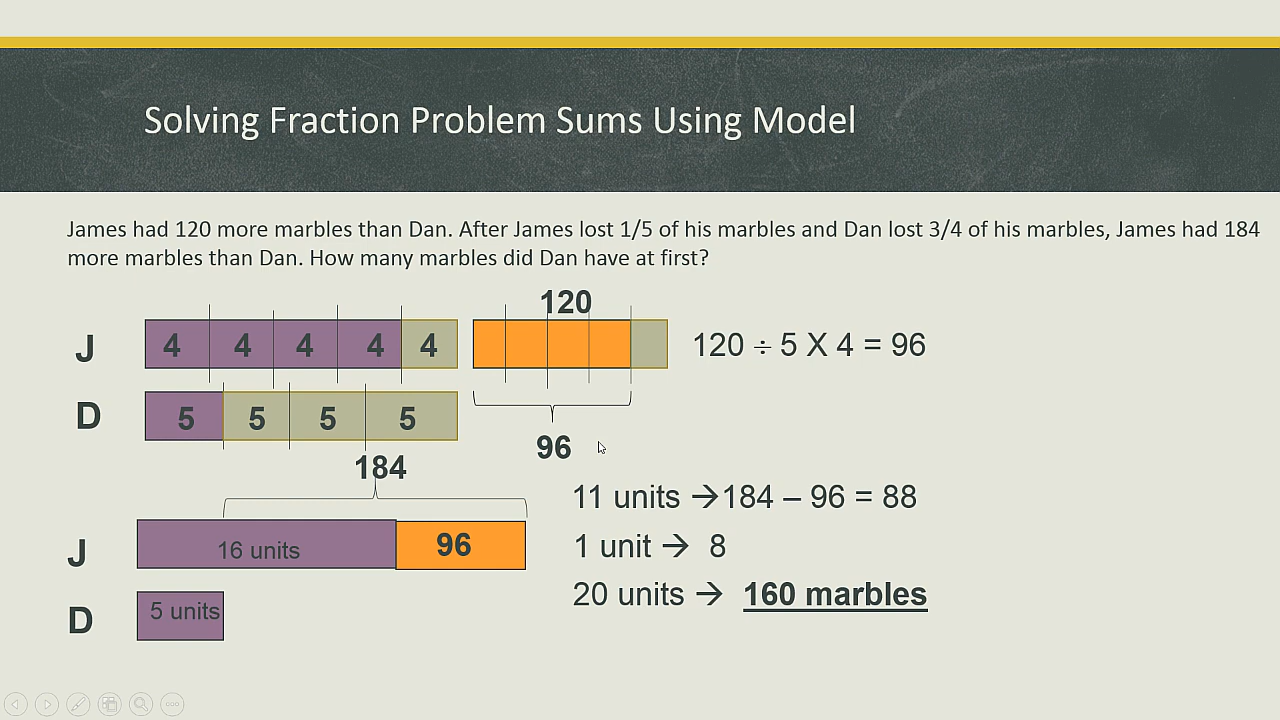 Solving Fraction Problem Sums Using Model
James had 120 more marbles than Dan. After James lost 1/5 of his marbles and Dan lost 3/4 of his marbles, James had 184
more marbles than Dan. How many marbles did Dan have at first?
120
J 4 4 4 4 4 120 ÷ 5 X 4 = 96
D 5 5 5 5
96
184
11 units →184 – 96 = 88
J 16 units 96
1 unit → 8
20 units → 160 marbles
D 5 units